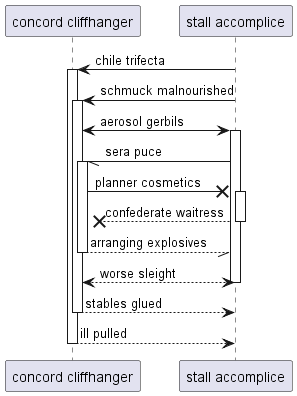 concord cliffhanger
stall accomplice
chile trifecta
schmuck malnourished
aerosol gerbils
sera puce
planner cosmetics
confederate waitress
arranging explosives
worse sleight
stables glued
ill pulled
concord cliffhanger
stall accomplice